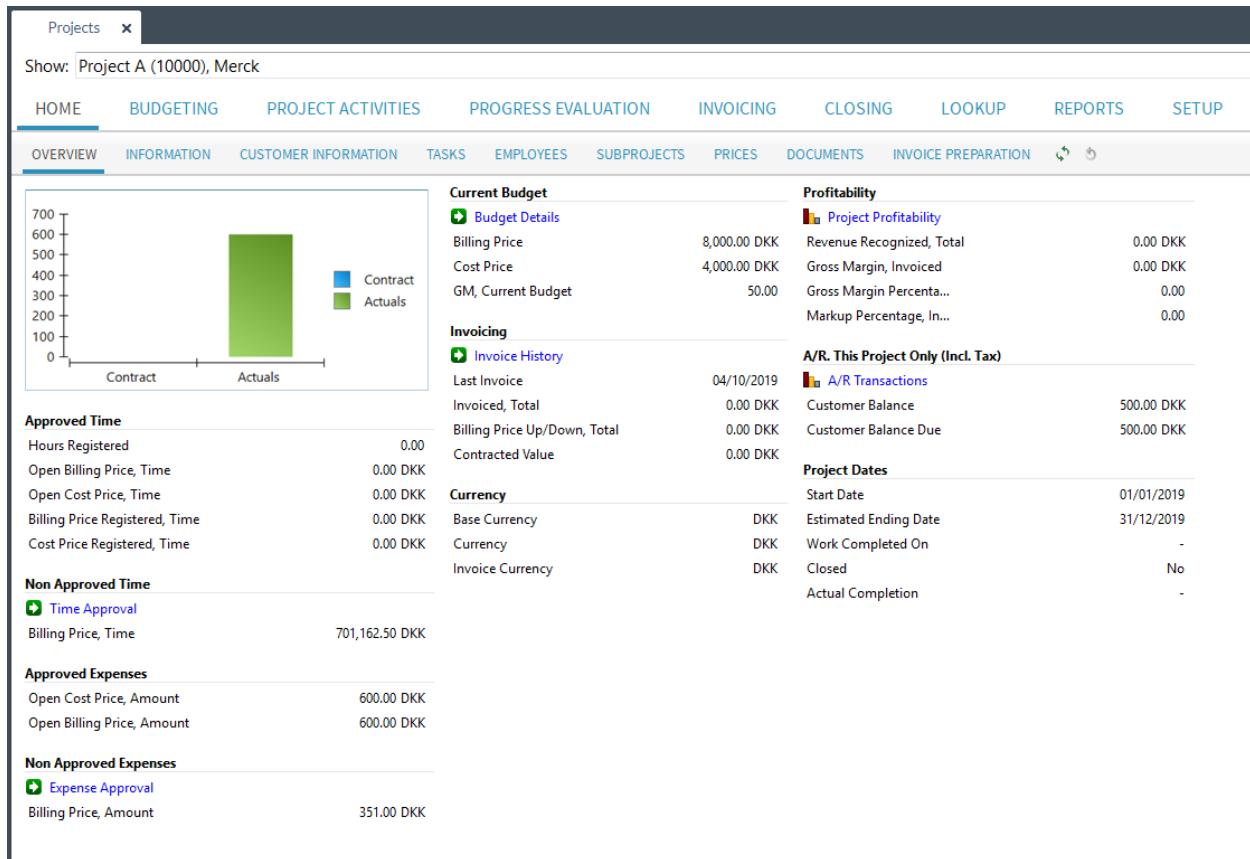 Projects
Show: Project A (10000), Merck
HOME BUDGETING PROJECT ACTIVITIES PROGRESS EVALUATION INVOICING CLOSING LOOKUP REPORTS SETUP
OVERVIEW INFORMATION CUSTOMER INFORMATION TASKS EMPLOYEES SUBPROJECTS PRICES DOCUMENTS INVOICE PREPARATION
700
600
500
400
300
200
100
0
Contract
Actuals
Contract Actuals
Approved Time
Hours Registered 0.00
Open Billing Price, Time 0.00 DKK
Open Cost Price, Time 0.00 DKK
Billing Price Registered, Time 0.00 DKK
Cost Price Registered, Time 0.00 DKK
Non Approved Time
Time Approval
Billing Price, Time 701,162.50 DKK
Approved Expenses
Open Cost Price, Amount 600.00 DKK
Open Billing Price, Amount 600.00 DKK
Non Approved Expenses
Expense Approval
Billing Price, Amount 351.00 DKK
Current Budget
Budget Details
Billing Price 8,000.00 DKK
Cost Price 4,000.00 DKK
GM, Current Budget 50.00
Invoicing
Invoice History
Last Invoice 04/10/2019
Invoiced, Total 0.00 DKK
Billing Price Up/Down, Total 0.00 DKK
Contracted Value 0.00 DKK
Currency
Base Currency DKK
Currency DKK
Invoice Currency DKK
Profitability
Project Profitability
Revenue Recognized, Total 0.00 DKK
Gross Margin, Invoiced 0.00 DKK
Gross Margin Percenta... 0.00
Markup Percentage, In... 0.00
A/R. This Project Only (Incl. Tax)
A/R Transactions
Customer Balance 500.00 DKK
Customer Balance Due 500.00 DKK
Project Dates
Start Date 01/01/2019
Estimated Ending Date 31/12/2019
Work Completed On -
Closed No
Actual Completion -